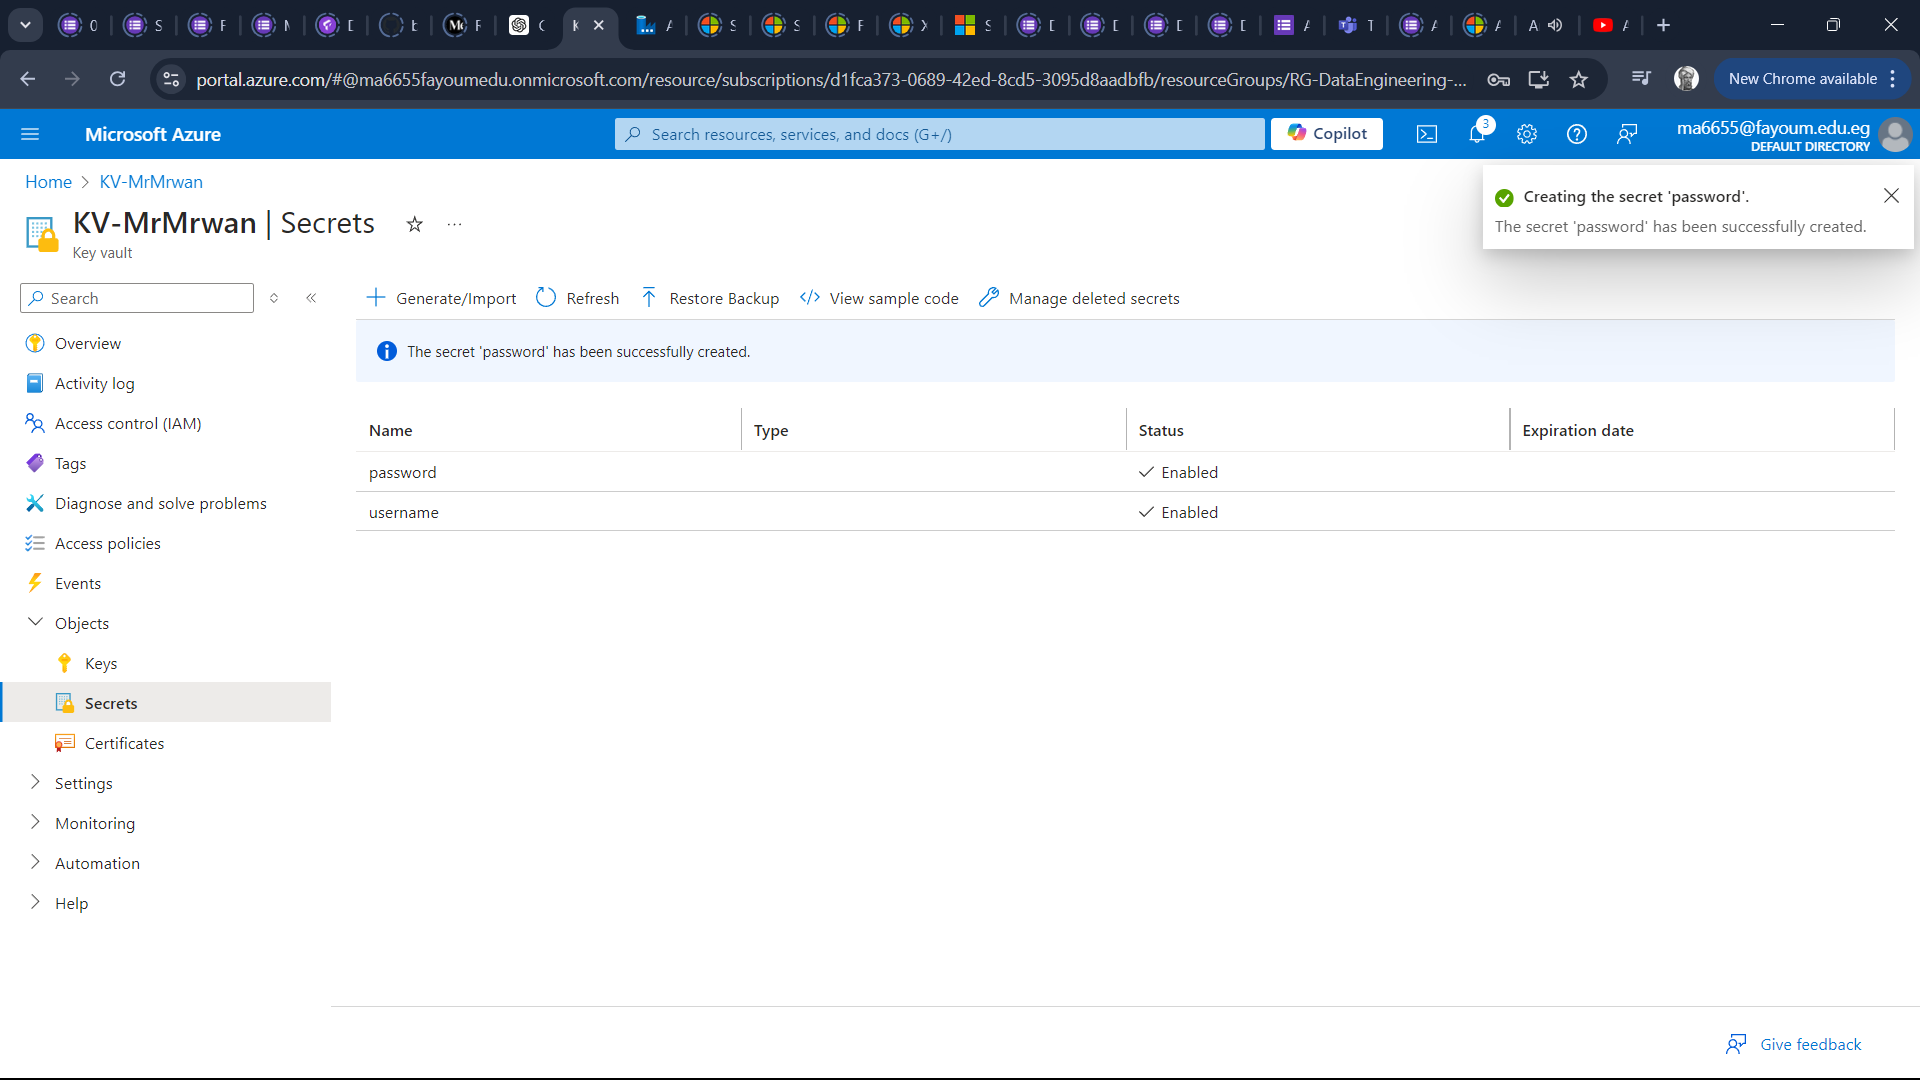 portal.azure.com/#@ma6655fayoumedu.onmicrosoft.com/resource/subscriptions/d1fca373-0689-42ed-8cd5-3095d8aadbfb/resourceGroups/RG-DataEngineering-...
New Chrome available
Microsoft Azure
Search resources, services, and docs (G+/)
Copilot
3
ma6655@fayoum.edu.eg
DEFAULT DIRECTORY
Home
KV-MrMrwan
KV-MrMrwan | Secrets
Key vault
Creating the secret 'password'.
The secret 'password' has been successfully created.
Search
Generate/Import
Refresh
Restore Backup
View sample code
Manage deleted secrets
The secret 'password' has been successfully created.
Overview
Activity log
Access control (IAM)
Tags
Diagnose and solve problems
Access policies
Events
Objects
Keys
Secrets
Certificates
Settings
Monitoring
Automation
Help
Name Type Status Expiration date
password Enabled
username Enabled
Give feedback